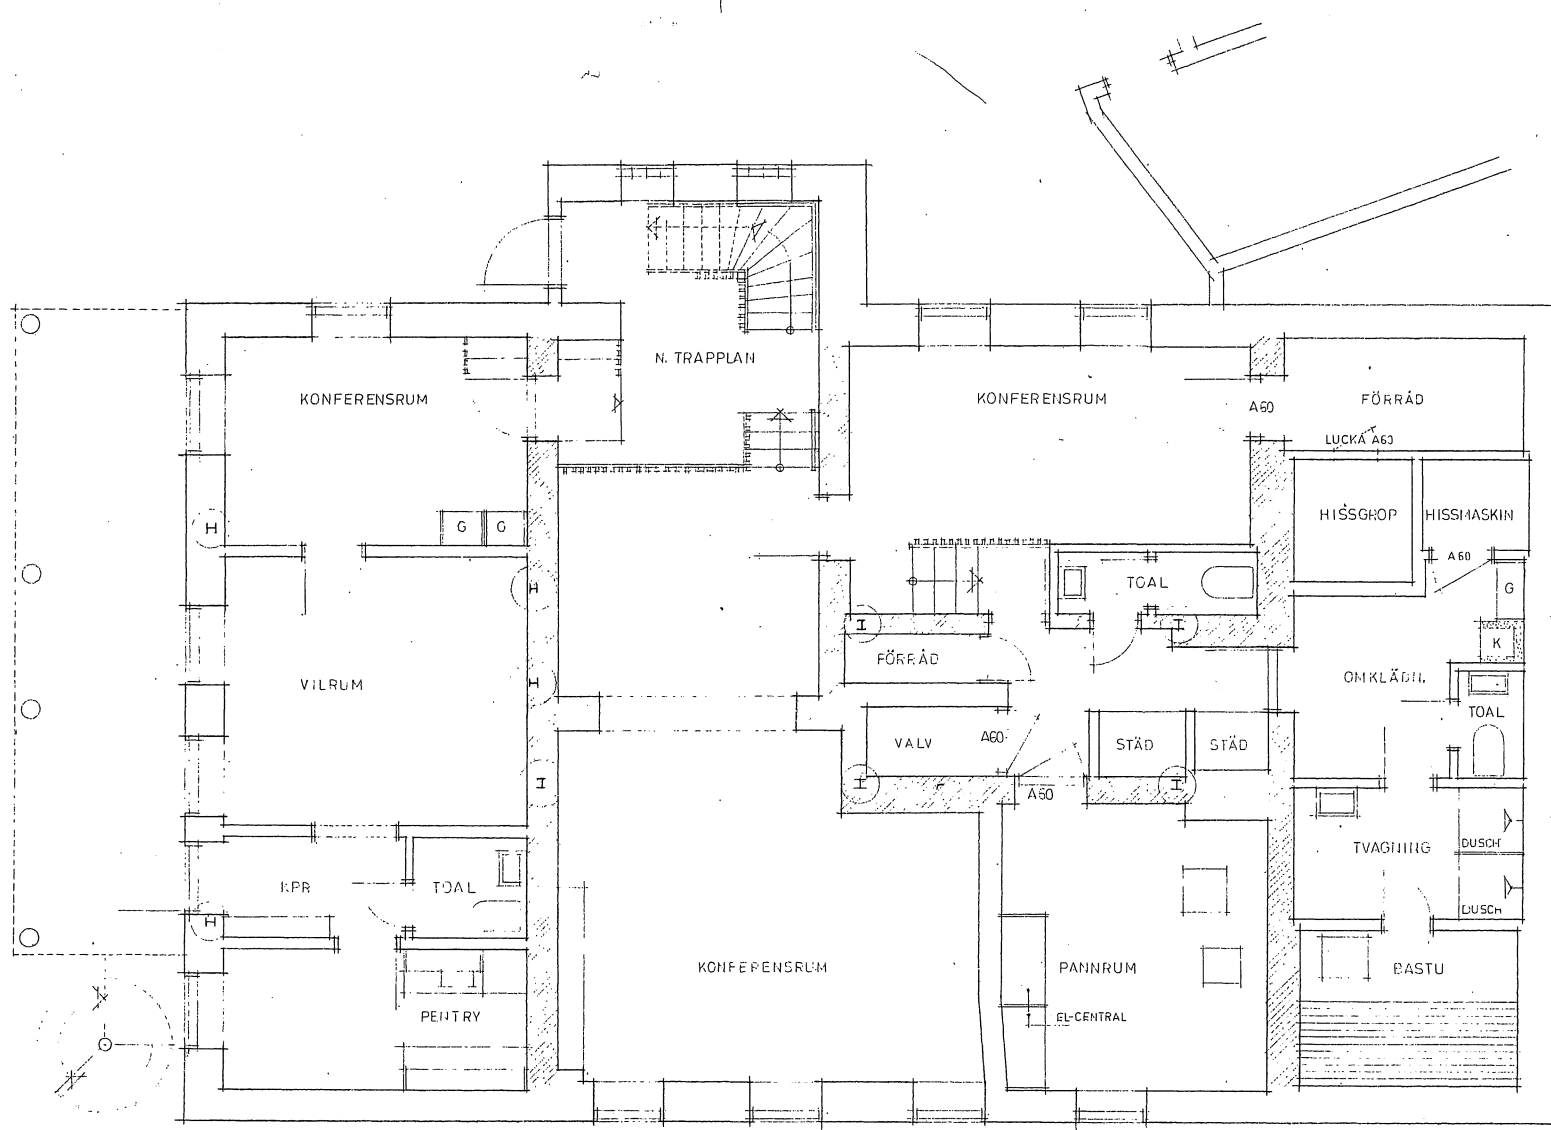 N. TRAPPLAN
KONFERENSRUM
KONFERENSRUM
A60
FÖRRÅD
LUCKA A60
HISSGROP
HISSMASKIN
A60
H
G
G
H
TOAL
G
I
I
K
FÖRRÅD
VILRUM
H
OMKLÄDN.
TOAL
VALV
A60
STÄD
STÄD
I
I
I
A60
TVAGNING
DUSCH
KPR
TOAL
DUSCH
H
KONFERENSRUM
PANNRUM
BASTU
PENTRY
EL-CENTRAL